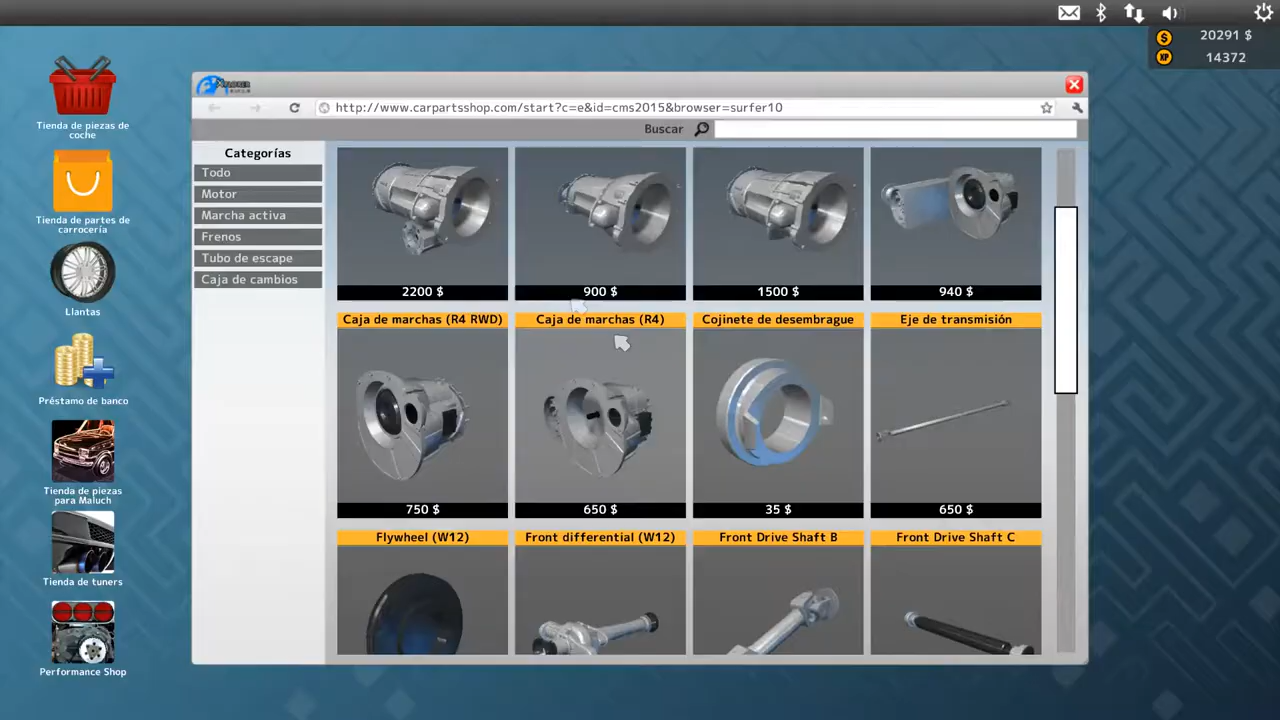 20291 $
14372
http://www.carpartsshop.com/start?c=e&id=cms2015&browser=surfer10
Buscar
Tienda de piezas de
coche
Tienda de partes de
carrocería
Llantas
Préstamo de banco
Tienda de piezas
para Maluch
Tienda de tuners
Performance Shop
Categorías
Todo
Motor
Marcha activa
Frenos
Tubo de escape
Caja de cambios
2200 $
900 $
1500 $
940 $
Caja de marchas (R4 RWD)
Caja de marchas (R4)
Cojinete de desembrague
Eje de transmisión
750 $
650 $
35 $
650 $
Flywheel (W12)
Front differential (W12)
Front Drive Shaft B
Front Drive Shaft C